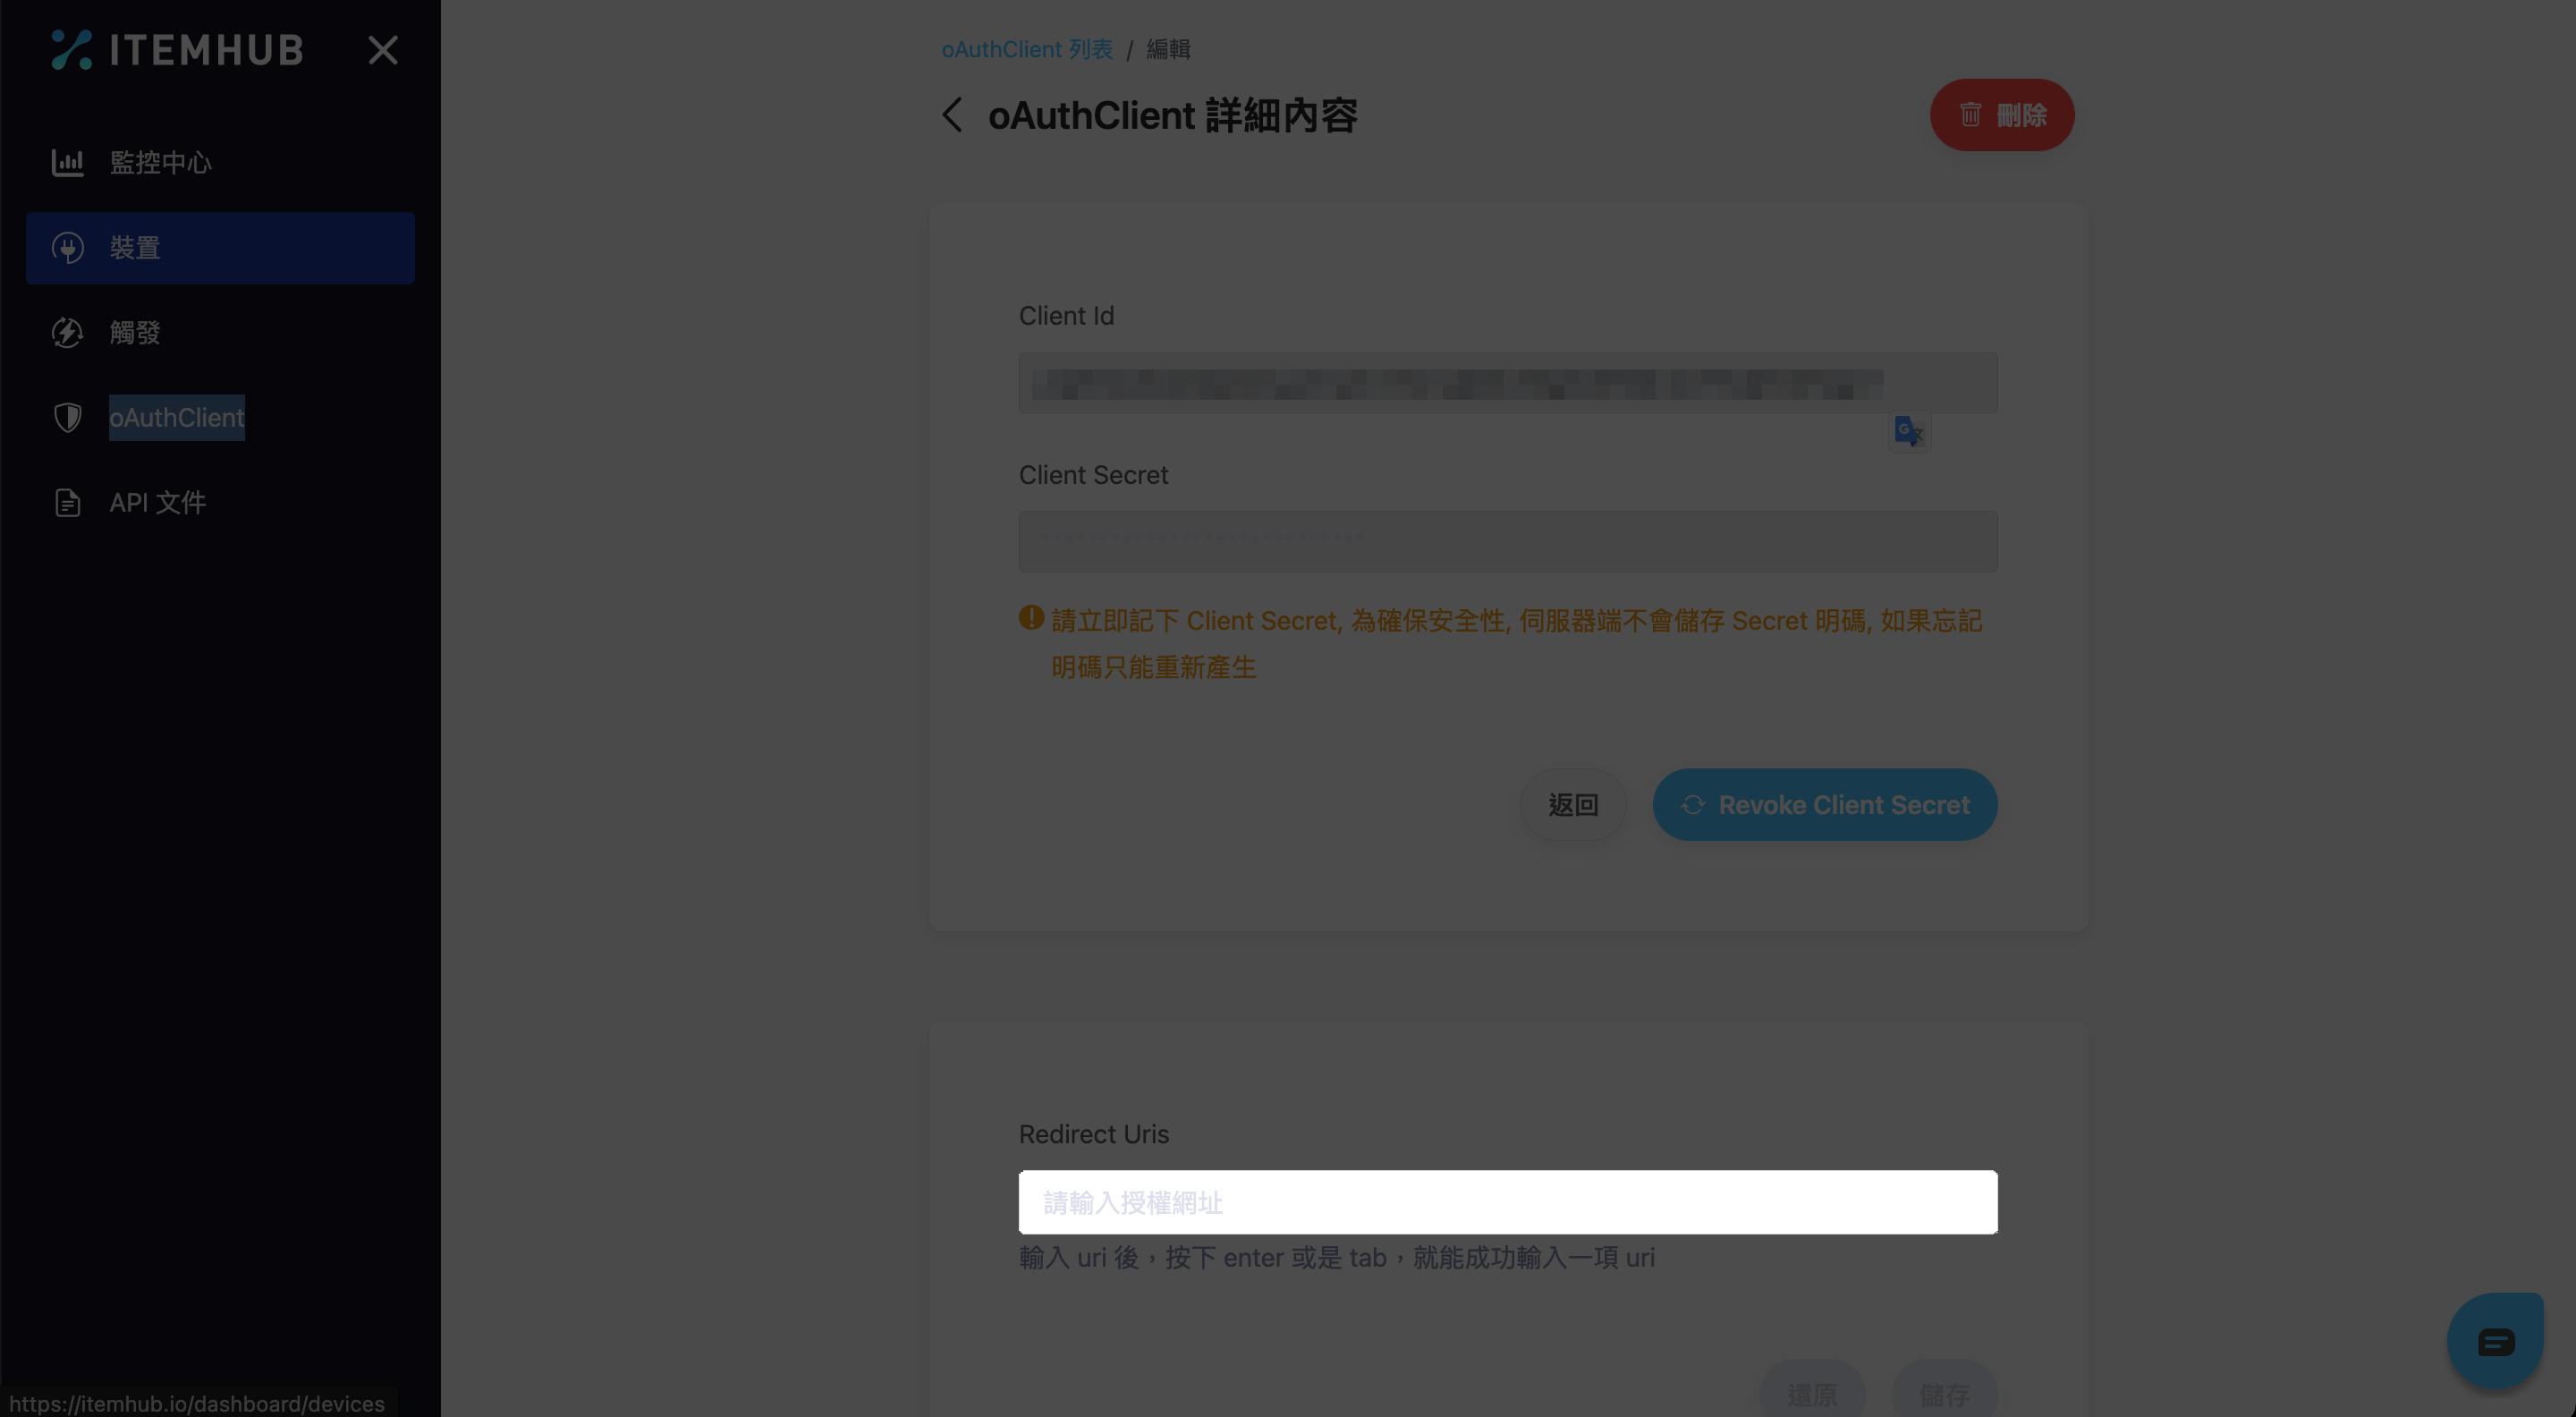 ITEMHUB
監控中心
裝置
觸發
oAuthClient
API 文件
oAuthClient 列表 / 編輯
oAuthClient 詳細內容
刪除
Client Id
Client Secret
請立即記下 Client Secret, 為確保安全性, 伺服器端不會儲存 Secret 明碼, 如果忘記
明碼只能重新產生
返回
Revoke Client Secret
Redirect Uris
請輸入授權網址
輸入 uri 後，按下 enter 或是 tab，就能成功輸入一項 uri
還原
儲存
https://itemhub.io/dashboard/devices